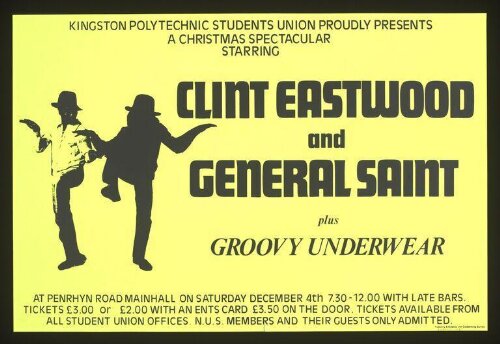 KINGSTON POLYTECHNIC STUDENTS UNION PROUDLY PRESENTS
A CHRISTMAS SPECTACULAR
STARRING
CLINT EASTWOOD
and
GENERAL SAINT
plus
GROOVY UNDERWEAR
AT PENRHYN ROAD MAINHALL ON SATURDAY DECEMBER 4th 7.30-12.00 WITH LATE BARS.
TICKETS £3.00 or £2.00 WITH AN ENTS CARD £3.50 ON THE DOOR. TICKETS AVAILABLE FROM
ALL STUDENT UNION OFFICES. N.U.S. MEMBERS AND THEIR GUESTS ONLY ADMITTED.